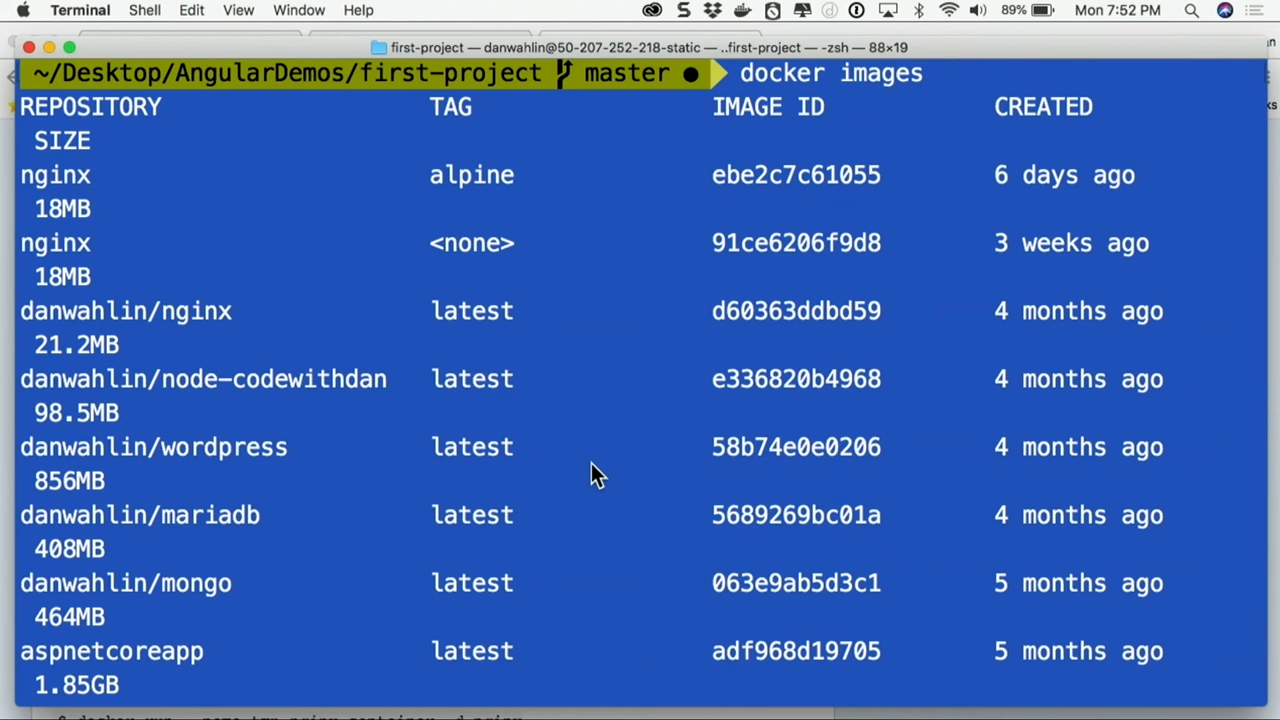 Terminal Shell Edit View Window Help 89% Mon 7:52 PM
first-project — danwahlin@50-207-252-218-static — ..first-project — -zsh — 88×19
~/Desktop/AngularDemos/first-project master ● docker images
REPOSITORY TAG IMAGE ID CREATED
SIZE
nginx alpine ebe2c7c61055 6 days ago
18MB
nginx <none> 91ce6206f9d8 3 weeks ago
18MB
danwahlin/nginx latest d60363ddbd59 4 months ago
21.2MB
danwahlin/node-codewithdan latest e336820b4968 4 months ago
98.5MB
danwahlin/wordpress latest 58b74e0e0206 4 months ago
856MB
danwahlin/mariadb latest 5689269bc01a 4 months ago
408MB
danwahlin/mongo latest 063e9ab5d3c1 5 months ago
464MB
aspnetcoreapp latest adf968d19705 5 months ago
1.85GB